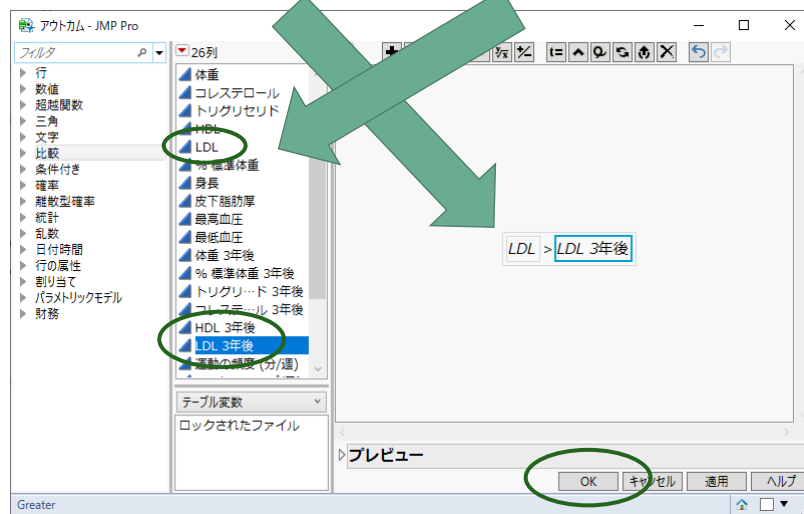 アウトカム - JMP Pro
フィルタ
行
数値
超越関数
三角
文字
比較
条件付き
確率
離散型確率
統計
乱数
日付時間
行の属性
割り当て
パラメトリックモデル
財務
26列
体重
コレステロール
トリグリセリド
HDL
LDL
% 標準体重
身長
皮下脂肪厚
最高血圧
最低血圧
体重 3年後
% 標準体重 3年後
トリグリ…ド 3年後
コレステ…ル 3年後
HDL 3年後
LDL 3年後
運動の頻度 (分/週)
テーブル変数
ロックされたファイル
t=
LDL > LDL 3年後
プレビュー
OK キャンセル 適用 ヘルプ
Greater